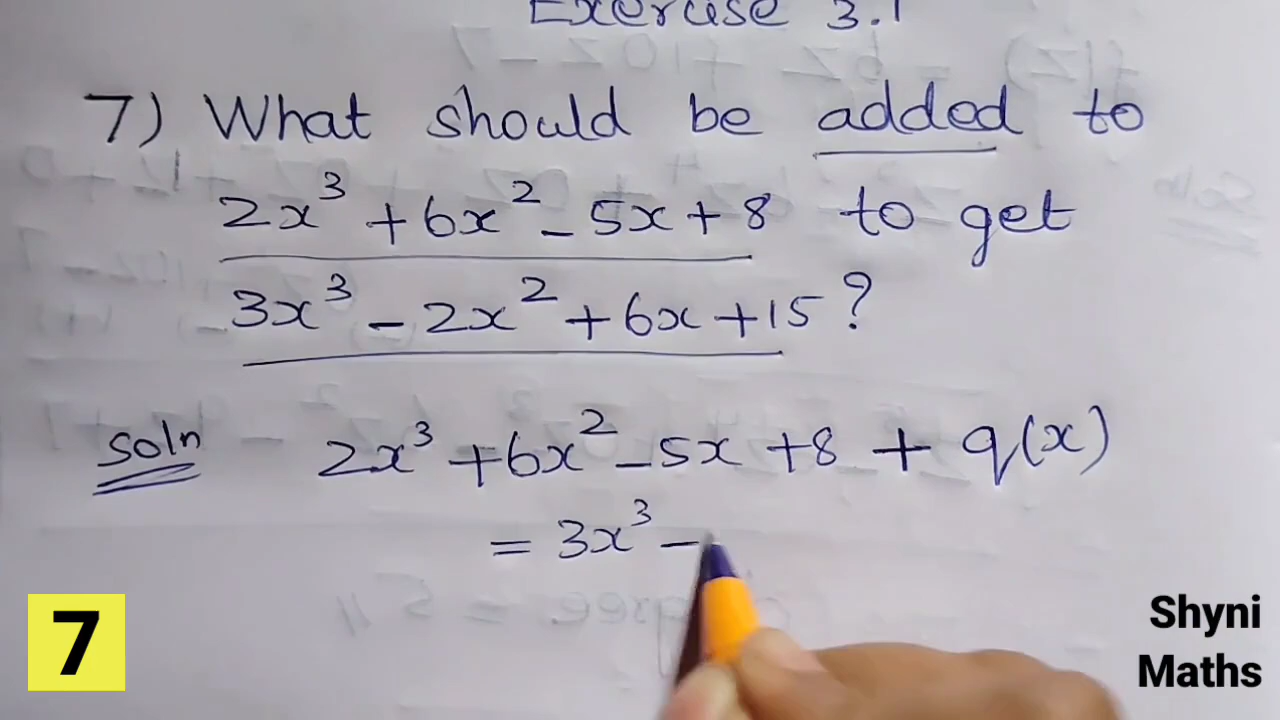 Exercise 3.1
7) What should be added to
2x³ + 6x² - 5x + 8 to get
3x³ - 2x² + 6x + 15 ?
Soln 2x³ + 6x² - 5x + 8 + q(x)
= 3x³ -
7
Shyni
Maths